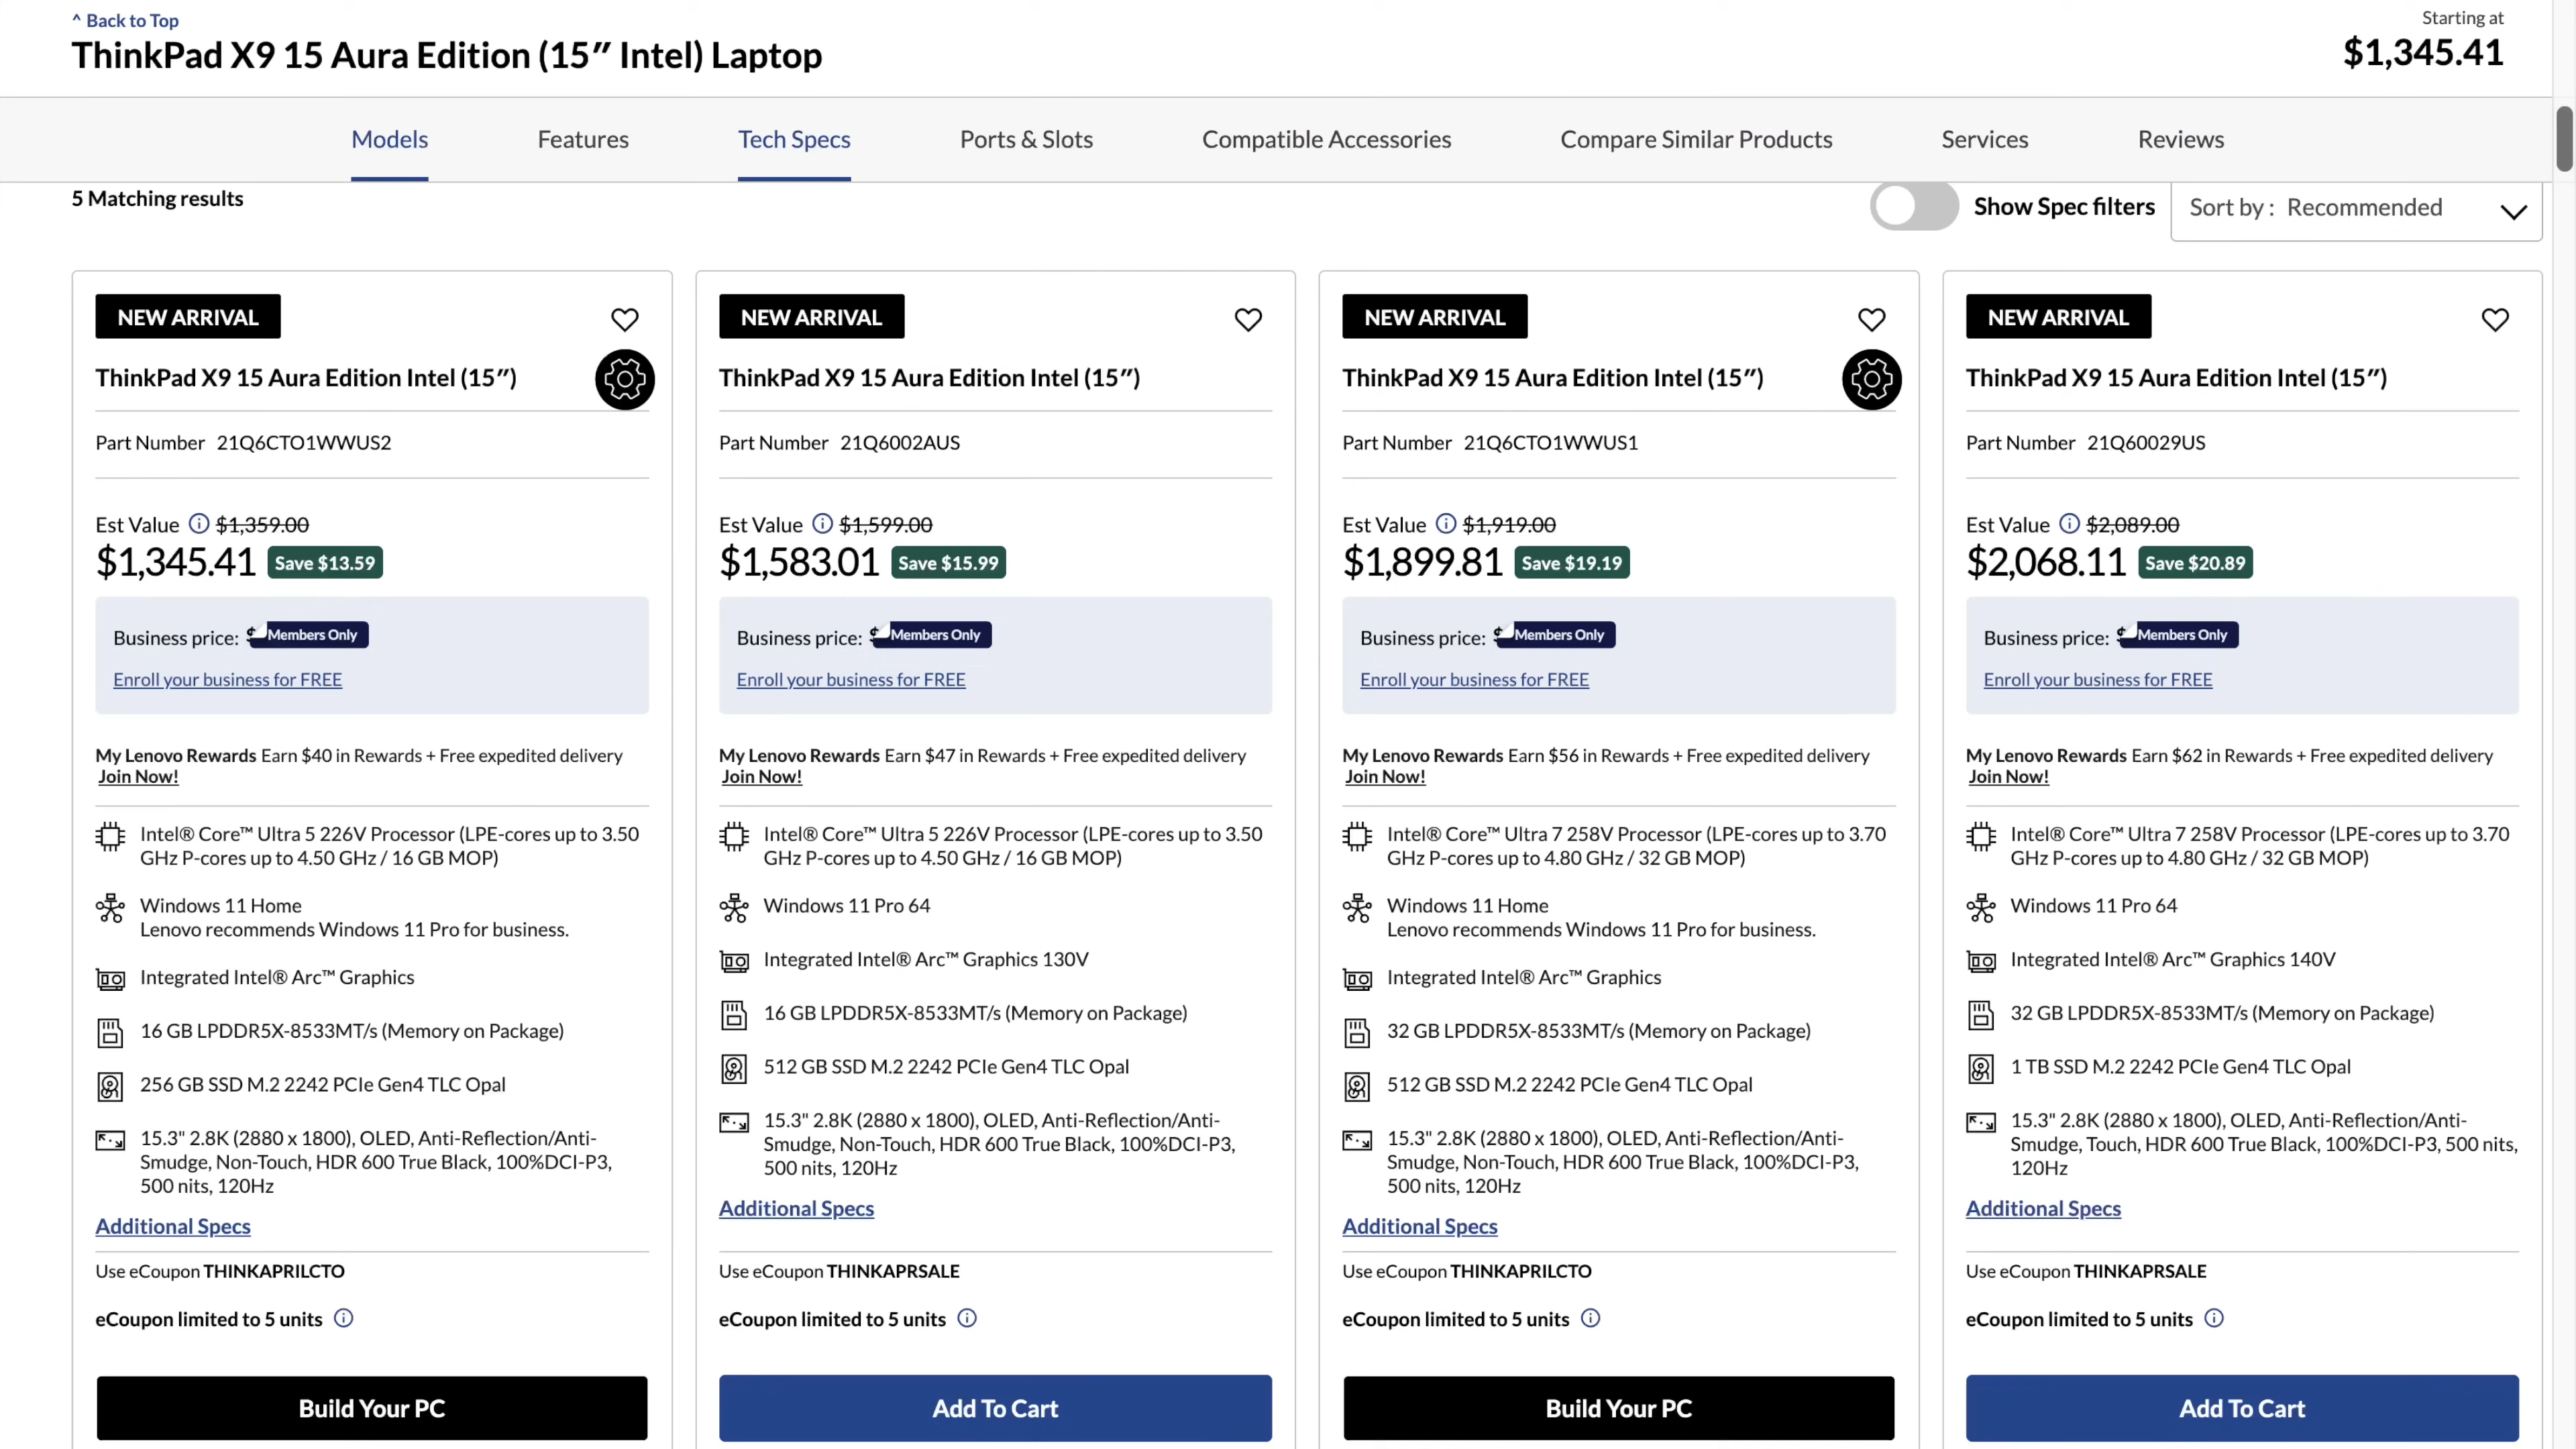 ^ Back to Top
ThinkPad X9 15 Aura Edition (15″ Intel) Laptop
Starting at
$1,345.41
Models
Features
Tech Specs
Ports & Slots
Compatible Accessories
Compare Similar Products
Services
Reviews
5 Matching results
Show Spec filters
Sort by : Recommended
NEW ARRIVAL
ThinkPad X9 15 Aura Edition Intel (15″)
Part Number 21Q6CTO1WWUS2
Est Value $1,359.00
$1,345.41 Save $13.59
Business price: $ Members Only
Enroll your business for FREE
My Lenovo Rewards Earn $40 in Rewards + Free expedited delivery
Join Now!
Intel® Core™ Ultra 5 226V Processor (LPE-cores up to 3.50
GHz P-cores up to 4.50 GHz / 16 GB MOP)
Windows 11 Home
Lenovo recommends Windows 11 Pro for business.
Integrated Intel® Arc™ Graphics
16 GB LPDDR5X-8533MT/s (Memory on Package)
256 GB SSD M.2 2242 PCIe Gen4 TLC Opal
15.3" 2.8K (2880 x 1800), OLED, Anti-Reflection/Anti-
Smudge, Non-Touch, HDR 600 True Black, 100%DCI-P3,
500 nits, 120Hz
Additional Specs
Use eCoupon THINKAPRILCTO
eCoupon limited to 5 units
Build Your PC
NEW ARRIVAL
ThinkPad X9 15 Aura Edition Intel (15″)
Part Number 21Q6002AUS
Est Value $1,599.00
$1,583.01 Save $15.99
Business price: $ Members Only
Enroll your business for FREE
My Lenovo Rewards Earn $47 in Rewards + Free expedited delivery
Join Now!
Intel® Core™ Ultra 5 226V Processor (LPE-cores up to 3.50
GHz P-cores up to 4.50 GHz / 16 GB MOP)
Windows 11 Pro 64
Integrated Intel® Arc™ Graphics 130V
16 GB LPDDR5X-8533MT/s (Memory on Package)
512 GB SSD M.2 2242 PCIe Gen4 TLC Opal
15.3" 2.8K (2880 x 1800), OLED, Anti-Reflection/Anti-
Smudge, Non-Touch, HDR 600 True Black, 100%DCI-P3,
500 nits, 120Hz
Additional Specs
Use eCoupon THINKAPRSALE
eCoupon limited to 5 units
Add To Cart
NEW ARRIVAL
ThinkPad X9 15 Aura Edition Intel (15″)
Part Number 21Q6CTO1WWUS1
Est Value $1,919.00
$1,899.81 Save $19.19
Business price: $ Members Only
Enroll your business for FREE
My Lenovo Rewards Earn $56 in Rewards + Free expedited delivery
Join Now!
Intel® Core™ Ultra 7 258V Processor (LPE-cores up to 3.70
GHz P-cores up to 4.80 GHz / 32 GB MOP)
Windows 11 Home
Lenovo recommends Windows 11 Pro for business.
Integrated Intel® Arc™ Graphics
32 GB LPDDR5X-8533MT/s (Memory on Package)
512 GB SSD M.2 2242 PCIe Gen4 TLC Opal
15.3" 2.8K (2880 x 1800), OLED, Anti-Reflection/Anti-
Smudge, Non-Touch, HDR 600 True Black, 100%DCI-P3,
500 nits, 120Hz
Additional Specs
Use eCoupon THINKAPRILCTO
eCoupon limited to 5 units
Build Your PC
NEW ARRIVAL
ThinkPad X9 15 Aura Edition Intel (15″)
Part Number 21Q60029US
Est Value $2,089.00
$2,068.11 Save $20.89
Business price: $ Members Only
Enroll your business for FREE
My Lenovo Rewards Earn $62 in Rewards + Free expedited delivery
Join Now!
Intel® Core™ Ultra 7 258V Processor (LPE-cores up to 3.70
GHz P-cores up to 4.80 GHz / 32 GB MOP)
Windows 11 Pro 64
Integrated Intel® Arc™ Graphics 140V
32 GB LPDDR5X-8533MT/s (Memory on Package)
1 TB SSD M.2 2242 PCIe Gen4 TLC Opal
15.3" 2.8K (2880 x 1800), OLED, Anti-Reflection/Anti-
Smudge, Touch, HDR 600 True Black, 100%DCI-P3, 500 nits,
120Hz
Additional Specs
Use eCoupon THINKAPRSALE
eCoupon limited to 5 units
Add To Cart